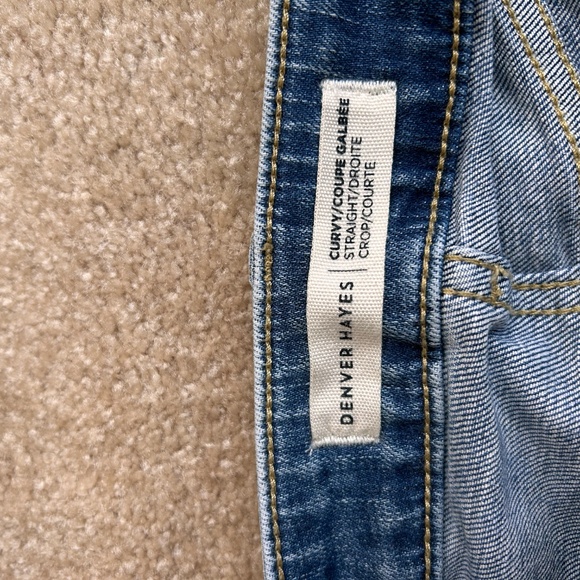 DENVER HAYES
CURVY/COUPE GALBÉE
STRAIGHT/DROITE
CROP/COURTE